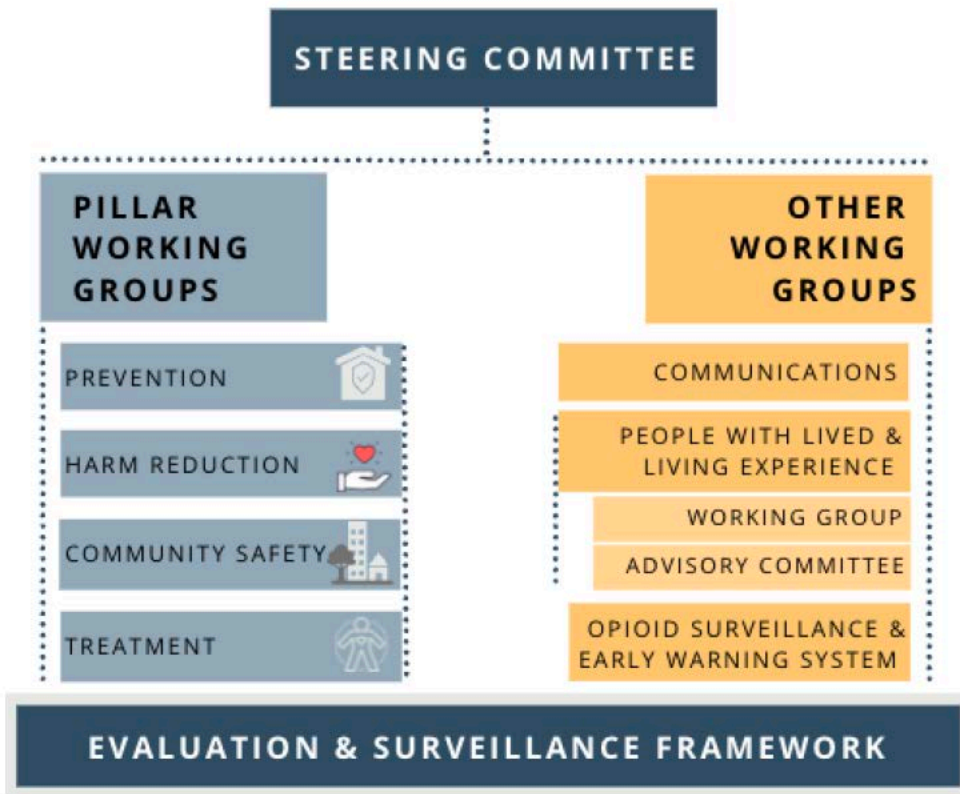 STEERING COMMITTEE
PILLAR
WORKING
GROUPS
PREVENTION
HARM REDUCTION
COMMUNITY SAFETY
TREATMENT
OTHER
WORKING
GROUPS
COMMUNICATIONS
PEOPLE WITH LIVED &
LIVING EXPERIENCE
WORKING GROUP
ADVISORY COMMITTEE
OPIOID SURVEILLANCE &
EARLY WARNING SYSTEM
EVALUATION & SURVEILLANCE FRAMEWORK